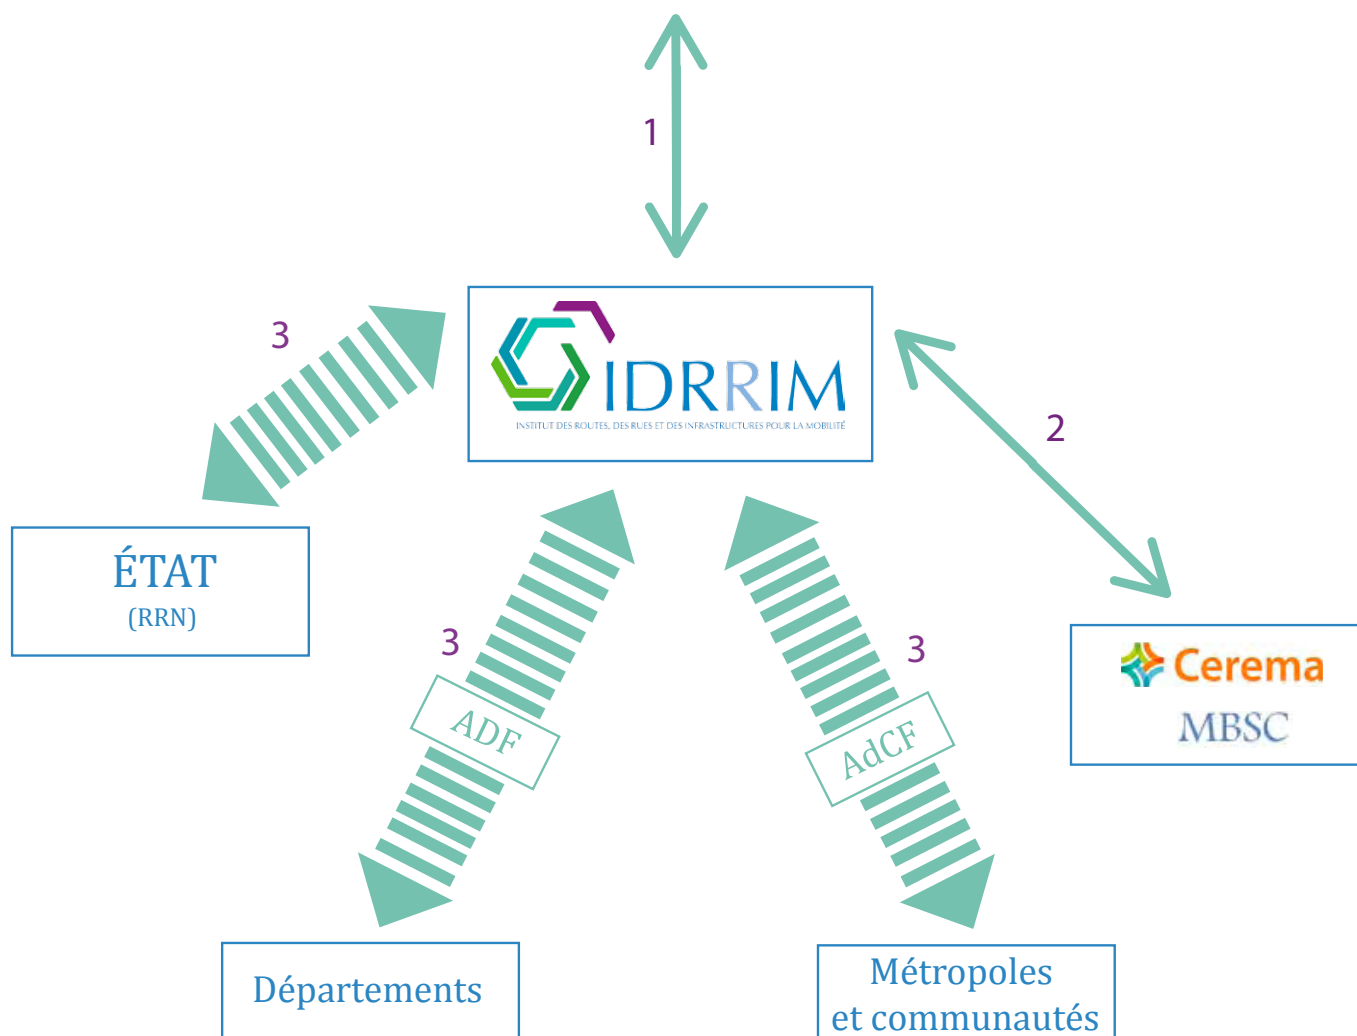 1
3
IDRRIM
INSTITUT DES ROUTES, DES RUES ET DES INFRASTRUCTURES POUR LA MOBILITÉ
2
ÉTAT
(RRN)
3
ADF
3
AdCF
Cerema
MBSC
Départements
Métropoles
et communautés